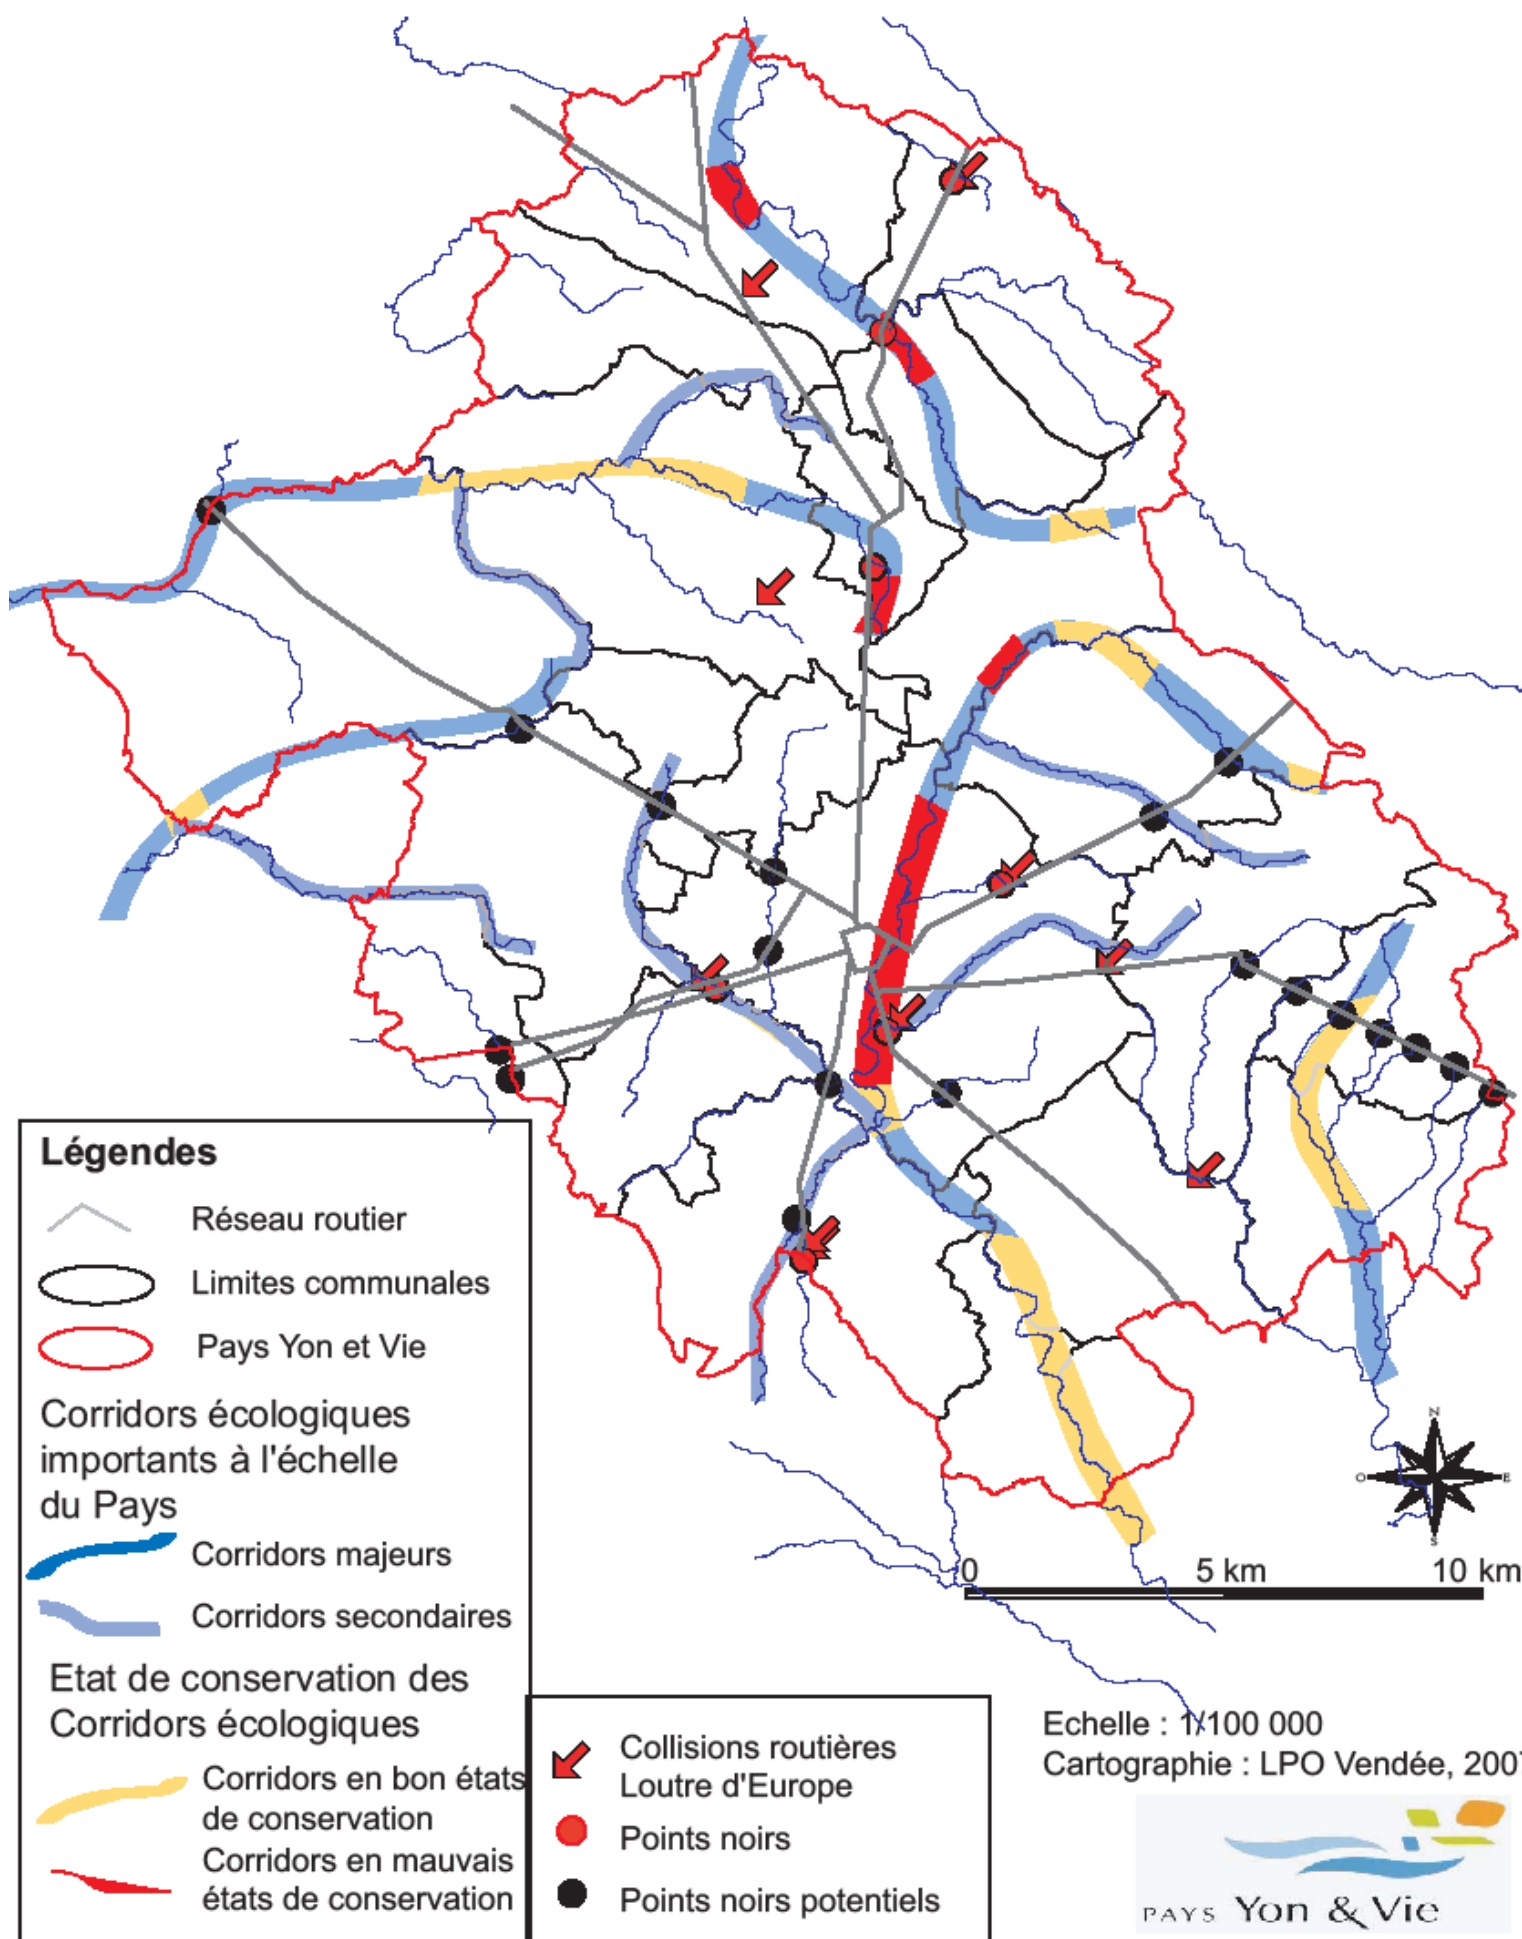 Légendes
Réseau routier
Limites communales
Pays Yon et Vie
Corridors écologiques
importants à l'échelle
du Pays
Corridors majeurs
Corridors secondaires
Etat de conservation des
Corridors écologiques
Corridors en bon états
de conservation
Corridors en mauvais
états de conservation
Collisions routières
Loutre d'Europe
Points noirs
Points noirs potentiels
N
O
E
S
0 5 km 10 km
Echelle : 1/100 000
Cartographie : LPO Vendée, 2007
PAYS Yon & Vie